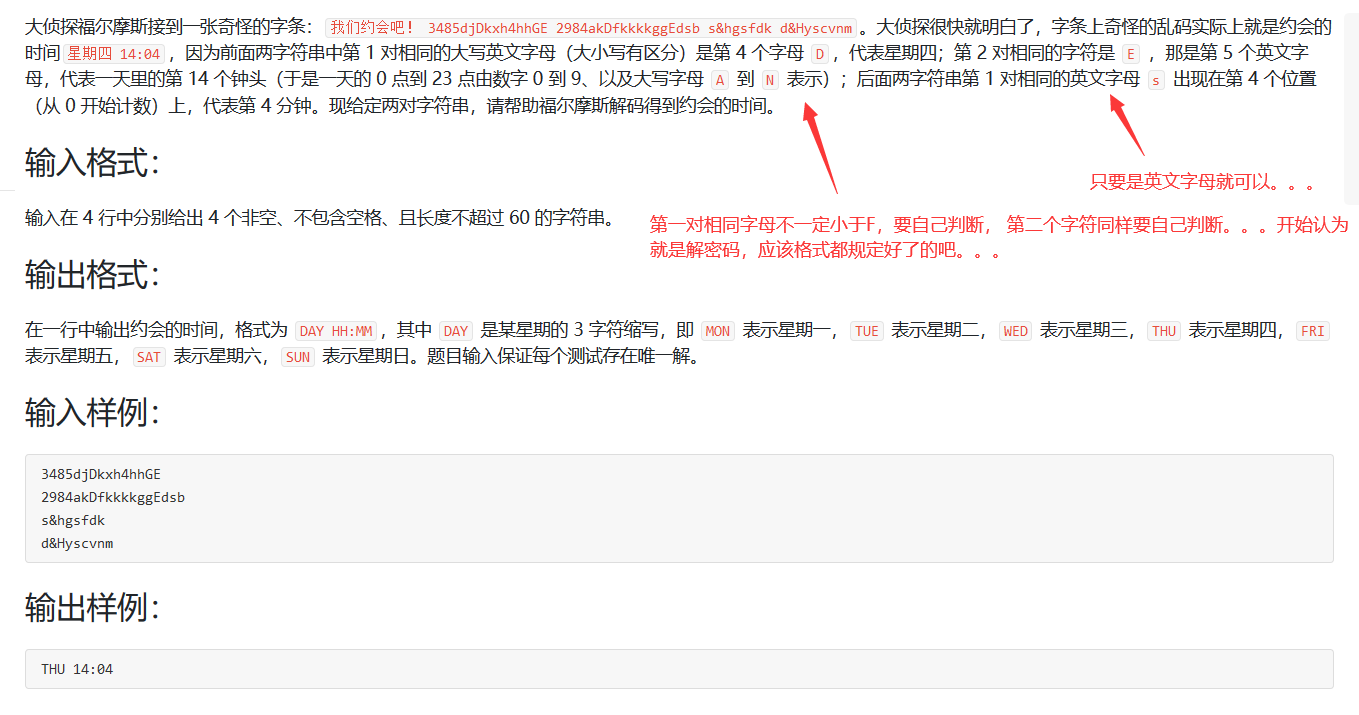 大侦探福尔摩斯接到一张奇怪的字条： 我们约会吧！ 3485djDkxh4hhGE 2984akDfkkkkggEdsb s&hgsfdk d&Hyscvnm。大侦探很快就明白了，字条上奇怪的乱码实际上就是约会的
时间 星期四 14:04 ，因为前面两字符串中第 1 对相同的大写英文字母（大小写有区分）是第 4 个字母 D ，代表星期四；第 2 对相同的字符是 E ，那是第 5 个英文字
母，代表一天里的第 14 个钟头（于是一天的 0 点到 23 点由数字 0 到 9、以及大写字母 A 到 N 表示）；后面两字符串第 1 对相同的英文字母 s 出现在第 4 个位置
（从 0 开始计数）上，代表第 4 分钟。现给定两对字符串，请帮助福尔摩斯解码得到约会的时间。
只要是英文字母就可以。。。
输入格式：
输入在 4 行中分别给出 4 个非空、不包含空格、且长度不超过 60 的字符串。
第一对相同字母不一定小于F，要自己判断， 第二个字符同样要自己判断。。。开始认为
就是解密码，应该格式都规定好了的吧。。。
输出格式：
在一行中输出约会的时间，格式为 DAY HH:MM ，其中 DAY 是某星期的 3 字符缩写，即 MON 表示星期一， TUE 表示星期二， WED 表示星期三， THU 表示星期四， FRI
表示星期五， SAT 表示星期六， SUN 表示星期日。题目输入保证每个测试存在唯一解。
输入样例：
3485djDkxh4hhGE
2984akDfkkkkggEdsb
s&hgsfdk
d&Hyscvnm
输出样例：
THU 14:04